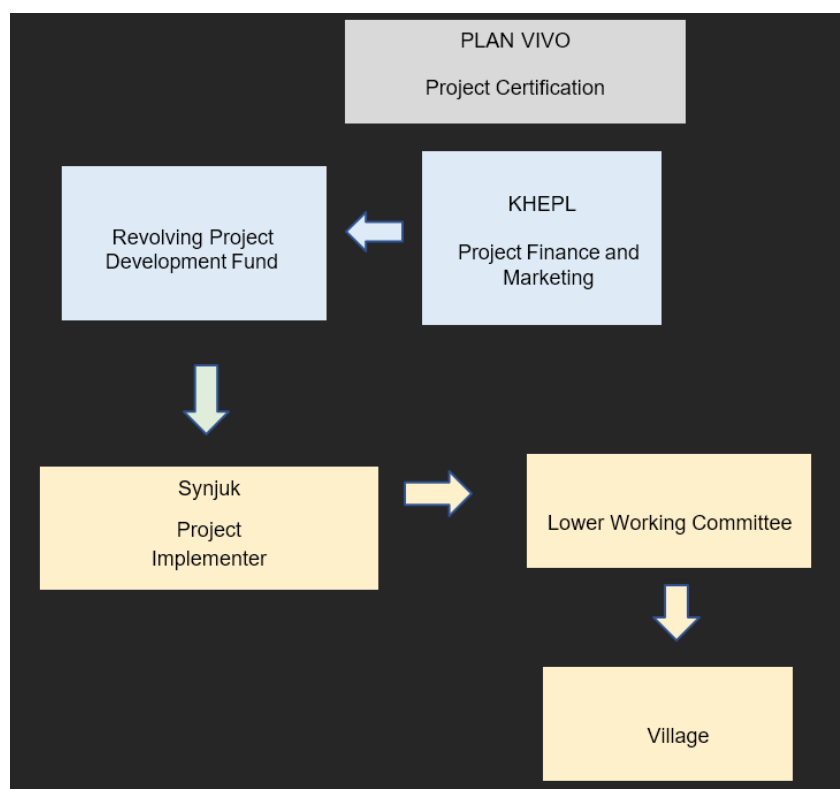 PLAN VIVO
Project Certification
KHEPL
Project Finance and
Marketing
Revolving Project
Development Fund
Synjuk
Project
Implementer
Lower Working Committee
Village